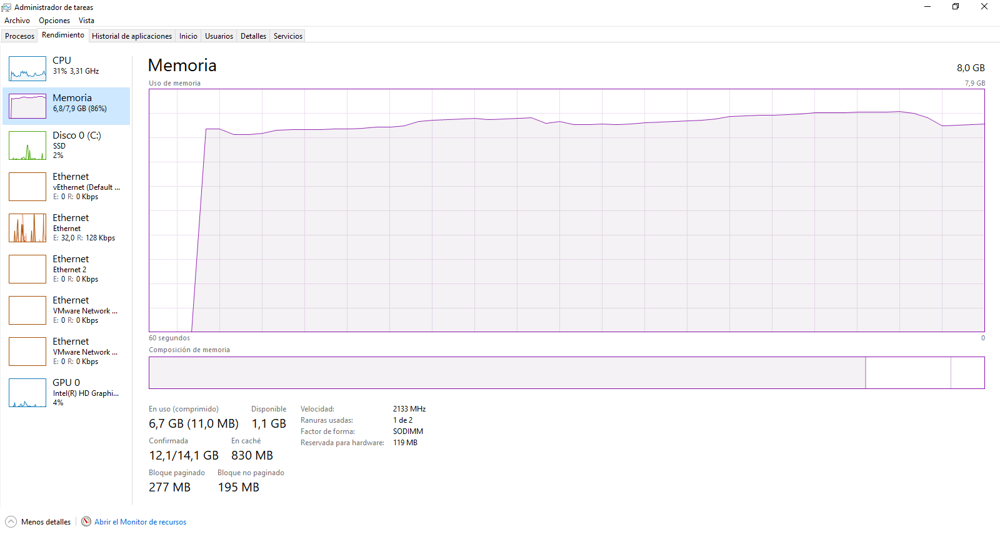 Administrador de tareas
Archivo Opciones Vista
Procesos Rendimiento Historial de aplicaciones Inicio Usuarios Detalles Servicios
CPU
31% 3,31 GHz
Memoria
6,8/7,9 GB (86%)
Disco 0 (C:)
SSD
2%
Ethernet
vEthernet (Default ...
E: 0 R: 0 Kbps
Ethernet
Ethernet
E: 32,0 R: 128 Kbps
Ethernet
Ethernet 2
E: 0 R: 0 Kbps
Ethernet
VMware Network ...
E: 0 R: 0 Kbps
Ethernet
VMware Network ...
E: 0 R: 0 Kbps
GPU 0
Intel(R) HD Graphi...
4%
Memoria 8,0 GB
Uso de memoria 7,9 GB
60 segundos 0
Composición de memoria
En uso (comprimido) Disponible
6,7 GB (11,0 MB) 1,1 GB
Confirmada En caché
12,1/14,1 GB 830 MB
Bloque paginado Bloque no paginado
277 MB 195 MB
Velocidad: 2133 MHz
Ranuras usadas: 1 de 2
Factor de forma: SODIMM
Reservada para hardware: 119 MB
Menos detalles Abrir el Monitor de recursos